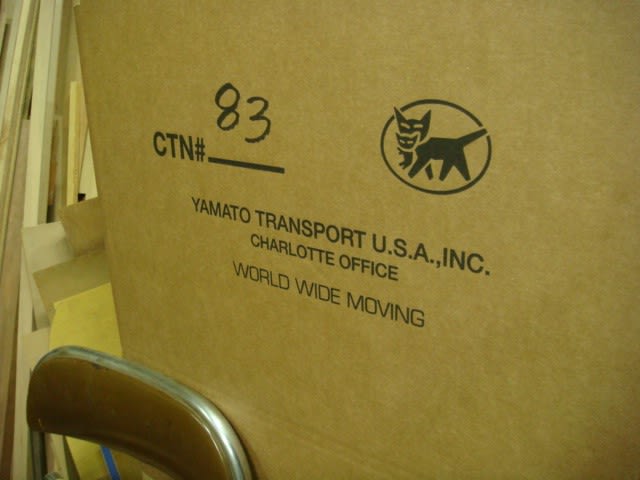 CTN# 83
YAMATO TRANSPORT U.S.A.,INC.
CHARLOTTE OFFICE
WORLD WIDE MOVING